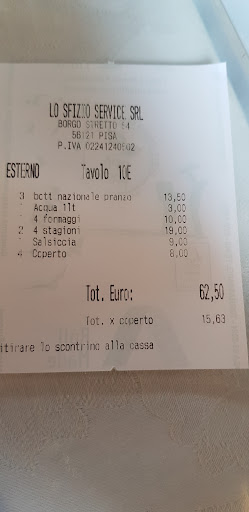 LO SFIZIO SERVICE SRL
BORGO STRETTO 54
56121 PISA
P.IVA 02241240502
ESTERNO Tavolo 10E
3 bott nazionale pranzo 13,50
Acqua 1lt 3,00
4 formaggi 10,00
2 4 stagioni 19,00
Salsiccia 9,00
4 Coperto 8,00
Tot. Euro: 62,50
Tot. x coperto 15,63
itirare lo scontrino alla cassa